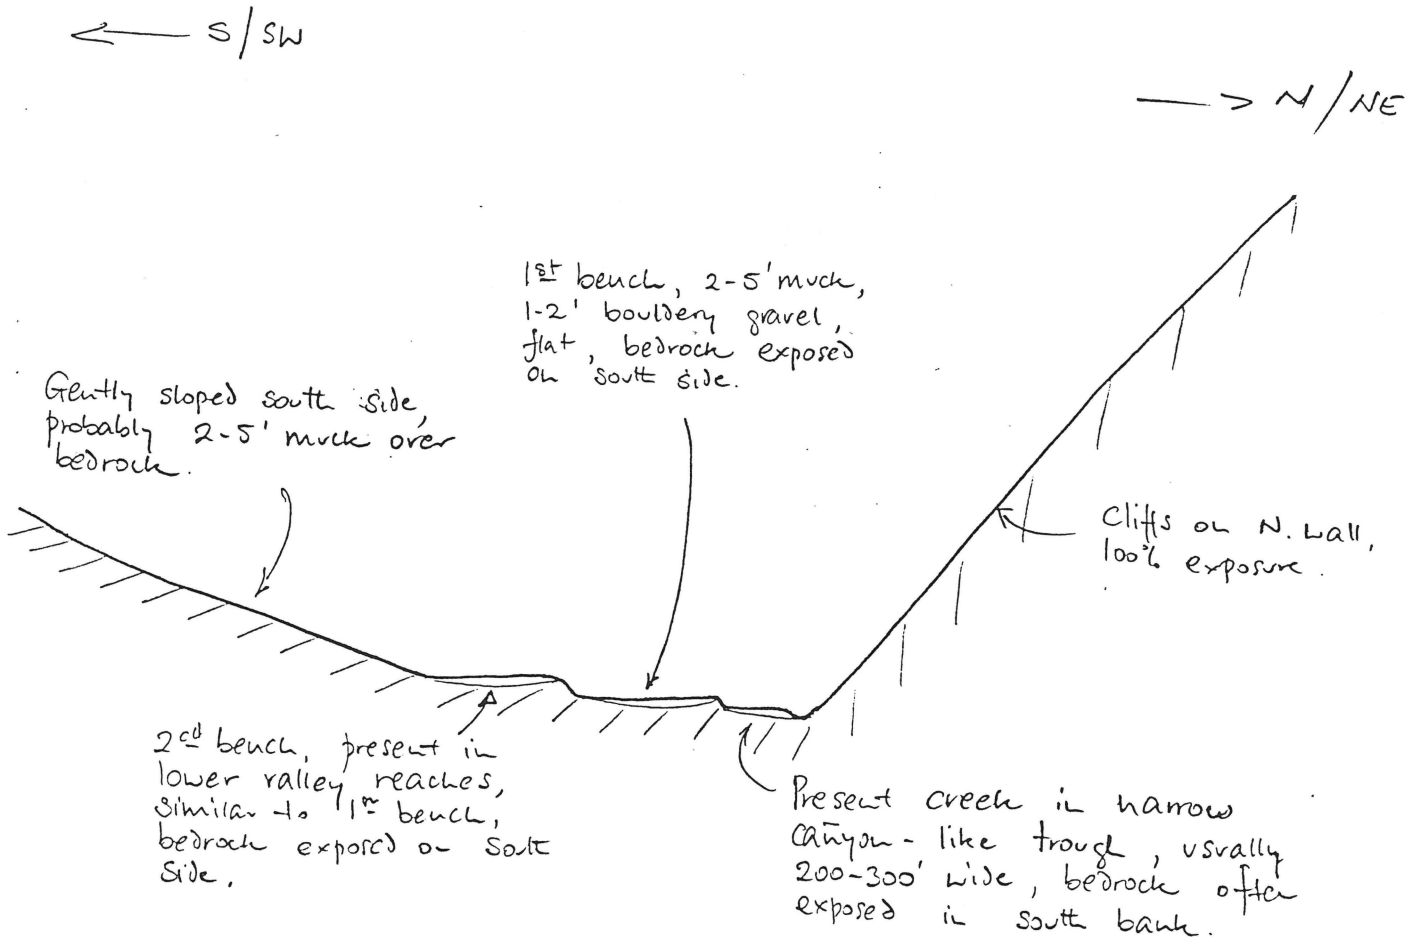 S/SW
N/NE
1st bench, 2-5' muck,
1-2' bouldery gravel,
flat, bedrock exposed
on south side.
Gently sloped south side,
probably 2-5' muck over
bedrock.
Cliffs on N. wall,
100% exposure.
2cd bench, present in
lower valley reaches,
similar to 1st bench,
bedrock exposed on south
side.
Present creek in narrow
canyon-like trough, usually
200-300' wide, bedrock often
exposed in south bank.